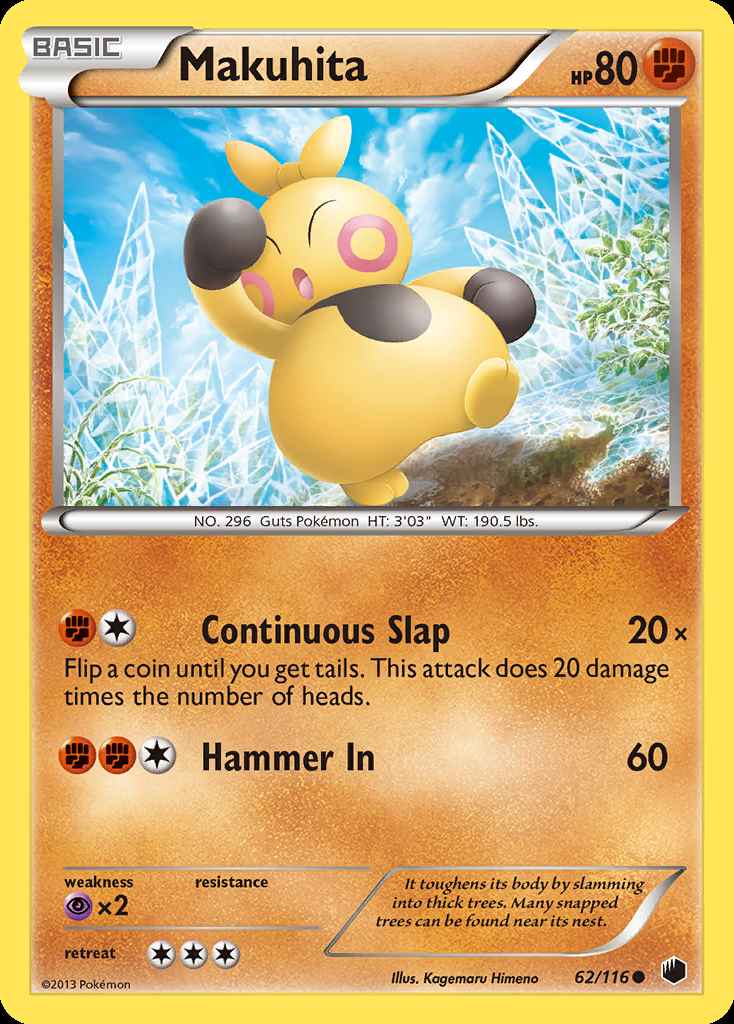 BASIC
Makuhita
HP 80
NO. 296 Guts Pokémon HT: 3'03" WT: 190.5 lbs.
Continuous Slap 20×
Flip a coin until you get tails. This attack does 20 damage
times the number of heads.
Hammer In 60
weakness resistance
×2
retreat
It toughens its body by slamming
into thick trees. Many snapped
trees can be found near its nest.
©2013 Pokémon
Illus. Kagemaru Himeno
62/116